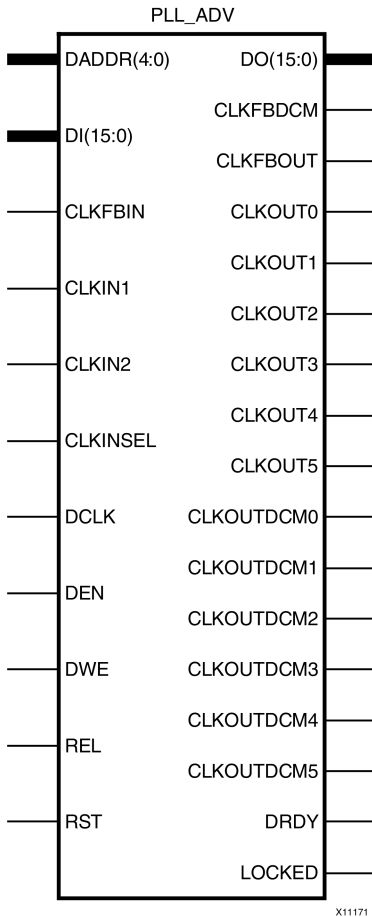 PLL_ADV
DADDR(4:0)
DI(15:0)
CLKFBIN
CLKIN1
CLKIN2
CLKINSEL
DCLK
DEN
DWE
REL
RST
DO(15:0)
CLKFBDCM
CLKFBOUT
CLKOUT0
CLKOUT1
CLKOUT2
CLKOUT3
CLKOUT4
CLKOUT5
CLKOUTDCM0
CLKOUTDCM1
CLKOUTDCM2
CLKOUTDCM3
CLKOUTDCM4
CLKOUTDCM5
DRDY
LOCKED
X11171